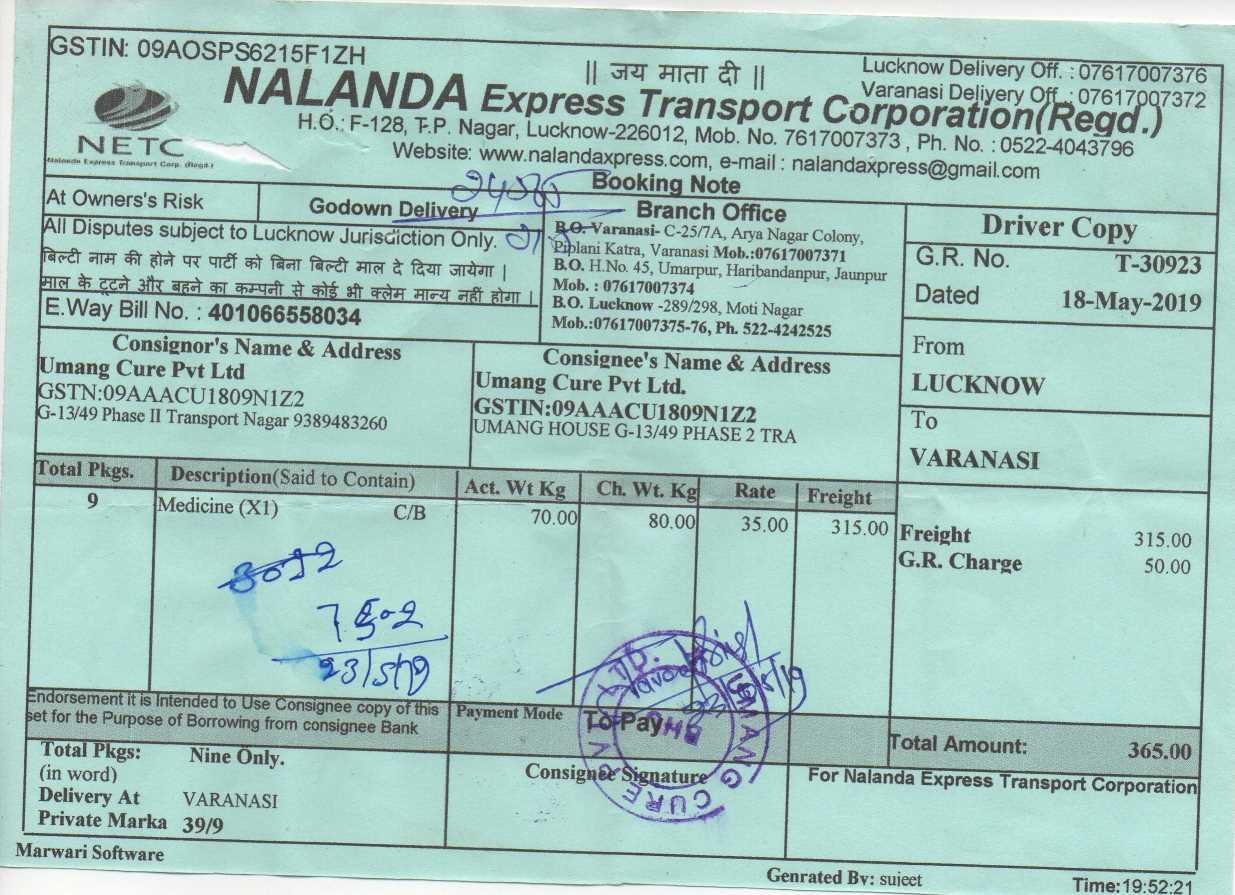 GSTIN: 09AOSPS6215F1ZH
|| जय माता दी ||
Lucknow Delivery Off. : 07617007376
Varanasi Delivery Off. : 07617007372
NALANDA Express Transport Corporation(Regd.)
NETC
Nalanda Express Transport Corp. (Regd.)
H.O.: F-128, T.P. Nagar, Lucknow-226012, Mob. No. 7617007373 , Ph. No. : 0522-4043796
Website: www.nalandaxpress.com, e-mail : nalandaxpress@gmail.com
Booking Note
At Owners's Risk
Godown Delivery
All Disputes subject to Lucknow Jurisdiction Only.
बिल्टी नाम की होने पर पार्टी को बिना बिल्टी माल दे दिया जायेगा |
माल के टूटने और बहने का कम्पनी से कोई भी क्लेम मान्य नहीं होगा |
E.Way Bill No. : 401066558034
Branch Office
B.O. Varanasi- C-25/7A, Arya Nagar Colony,
Piplani Katra, Varanasi Mob.:07617007371
B.O. H.No. 45, Umarpur, Haribandanpur, Jaunpur
Mob. : 07617007374
B.O. Lucknow -289/298, Moti Nagar
Mob.:07617007375-76, Ph. 522-4242525
Driver Copy
G.R. No. T-30923
Dated 18-May-2019
From
LUCKNOW
To
VARANASI
Consignor's Name & Address
Umang Cure Pvt Ltd
GSTN:09AAACU1809N1Z2
G-13/49 Phase II Transport Nagar 9389483260
Consignee's Name & Address
Umang Cure Pvt Ltd.
GSTIN:09AAACU1809N1Z2
UMANG HOUSE G-13/49 PHASE 2 TRA
Total Pkgs. Description(Said to Contain) Act. Wt Kg Ch. Wt. Kg Rate Freight
9 Medicine (X1) C/B 70.00 80.00 35.00 315.00
Freight 315.00
G.R. Charge 50.00
23/5/19
UMANG CURE PVT. LTD.
Endorsement it is Intended to Use Consignee copy of this
set for the Purpose of Borrowing from consignee Bank
Payment Mode To Pay
Total Amount: 365.00
Total Pkgs: Nine Only.
(in word)
Delivery At VARANASI
Private Marka 39/9
Consignee Signature
For Nalanda Express Transport Corporation
Marwari Software
Genrated By: sujeet
Time:19:52:21